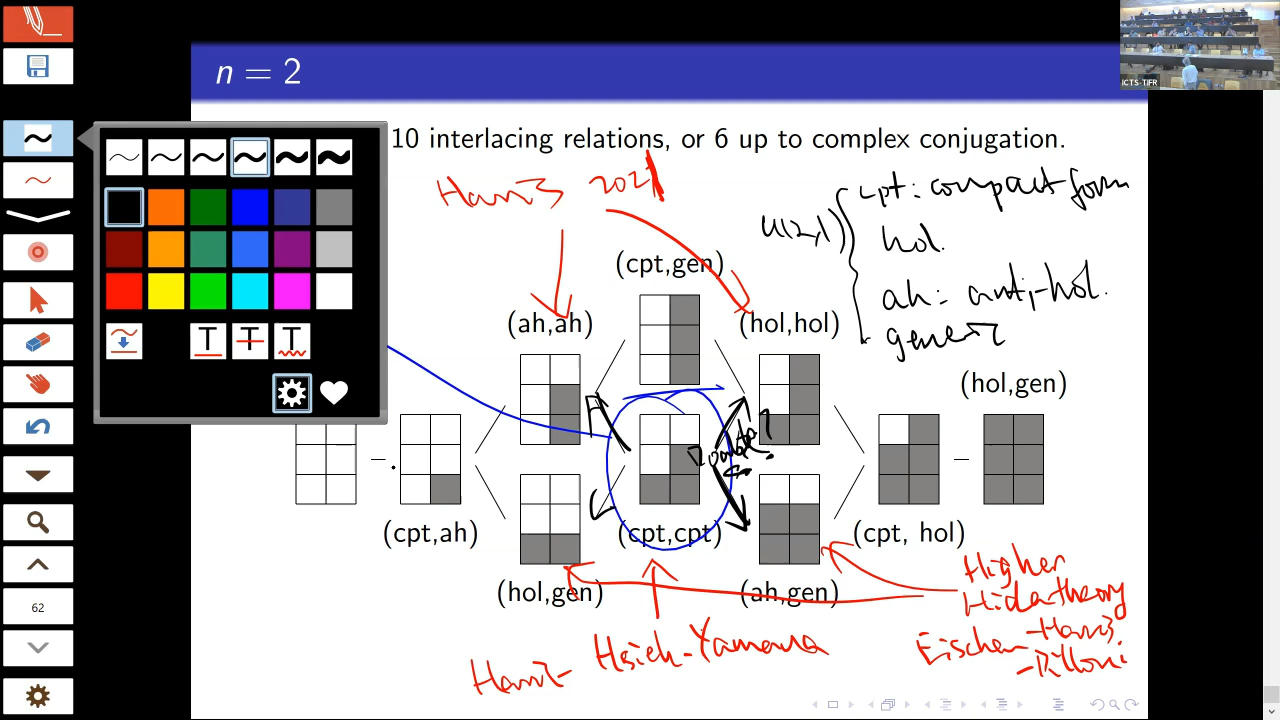 n = 2
10 interlacing relations, or 6 up to complex conjugation.
Harris 2021
U(2,1)
cpt: compact form
hol.
ah: anti-hol.
generic
(cpt,gen)
(ah,ah)
(hol,hol)
(hol,gen)
(cpt,ah)
(cpt,cpt)
(cpt, hol)
(hol,gen)
(ah,gen)
Higher
Hida theory
Eischen-Harris
Hsieh-Yamana
Harris-
62
ICTS-TIFR
T
T
T